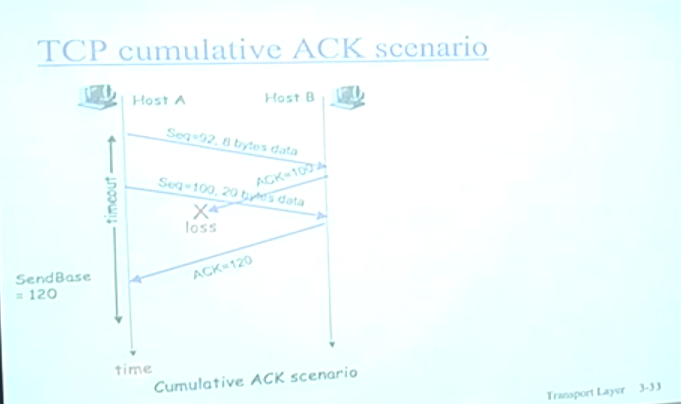 TCP cumulative ACK scenario
Host A
Host B
Seq=92, 8 bytes data
ACK=100
Seq=100, 20 bytes data
timeout
X
loss
ACK=120
SendBase
= 120
time
Cumulative ACK scenario
Transport Layer 3-33